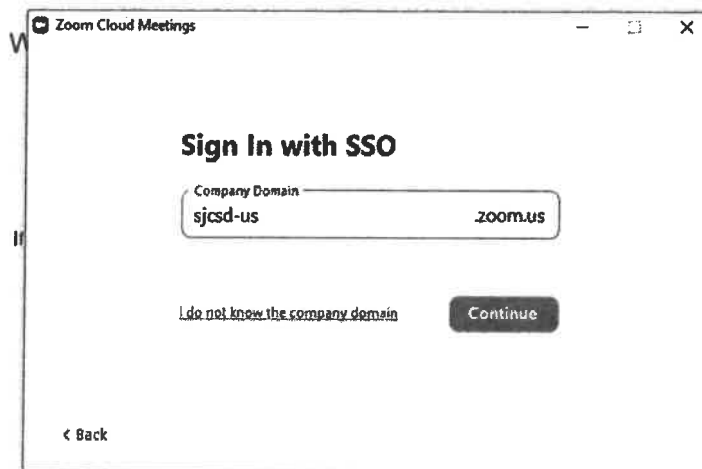 Zoom Cloud Meetings
Sign In with SSO
Company Domain
sjcsd-us .zoom.us
I do not know the company domain
Continue
< Back